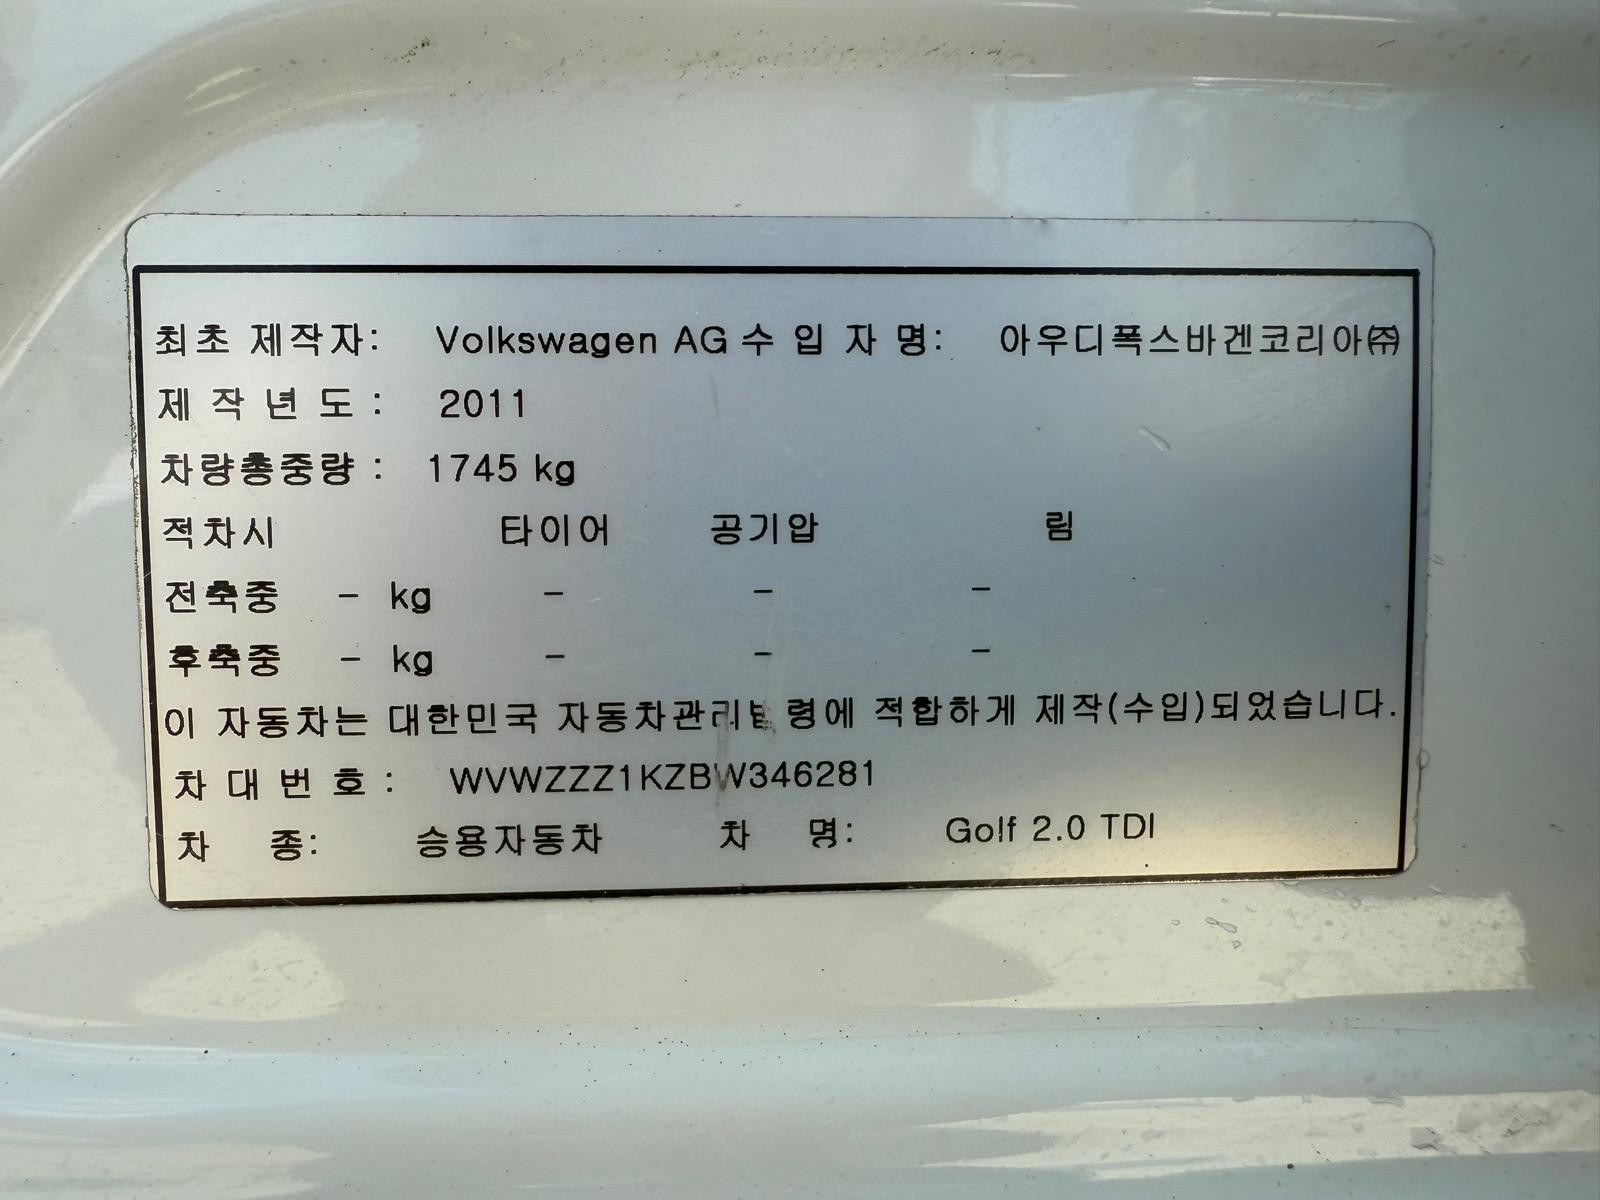 최초 제작자: Volkswagen AG 수 입 자 명: 아우디폭스바겐코리아㈜
제 작 년 도 : 2011
차량총중량 : 1745 kg
적차시 타이어 공기압 림
전축중 - kg - - -
후축중 - kg - - -
이 자동차는 대한민국 자동차관리법령에 적합하게 제작(수입)되었습니다.
차 대 번 호 : WVWZZZ1KZBW346281
차 종: 승용자동차 차 명: Golf 2.0 TDI